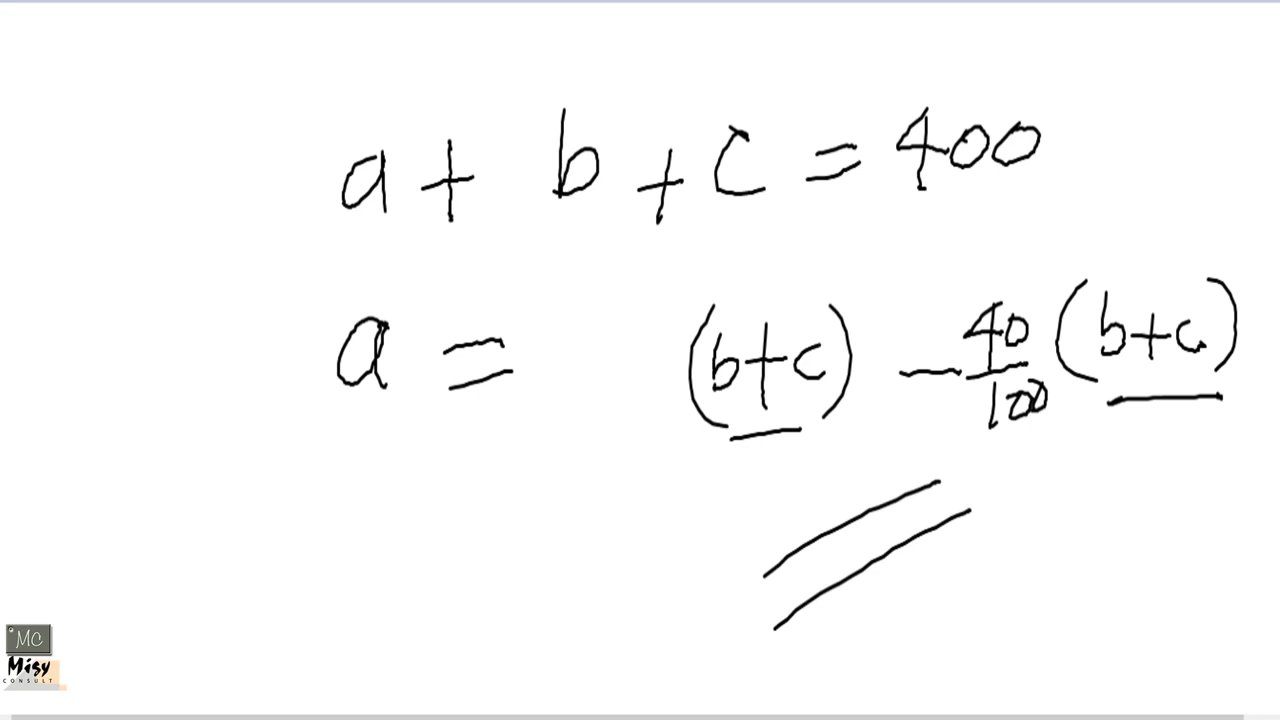 a + b + c = 400
a = (b+c) - 40/100 (b+c)
MC
Misy
CONSULT